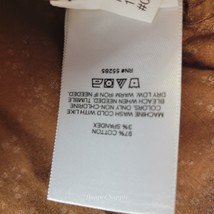 97% COTTON
3% SPANDEX
MACHINE WASH COLD WITH LIKE
COLORS. ONLY NON-CHLORINE
BLEACH WHEN NEEDED. TUMBLE
DRY LOW. WARM IRON IF NEEDED.
RN# 55285